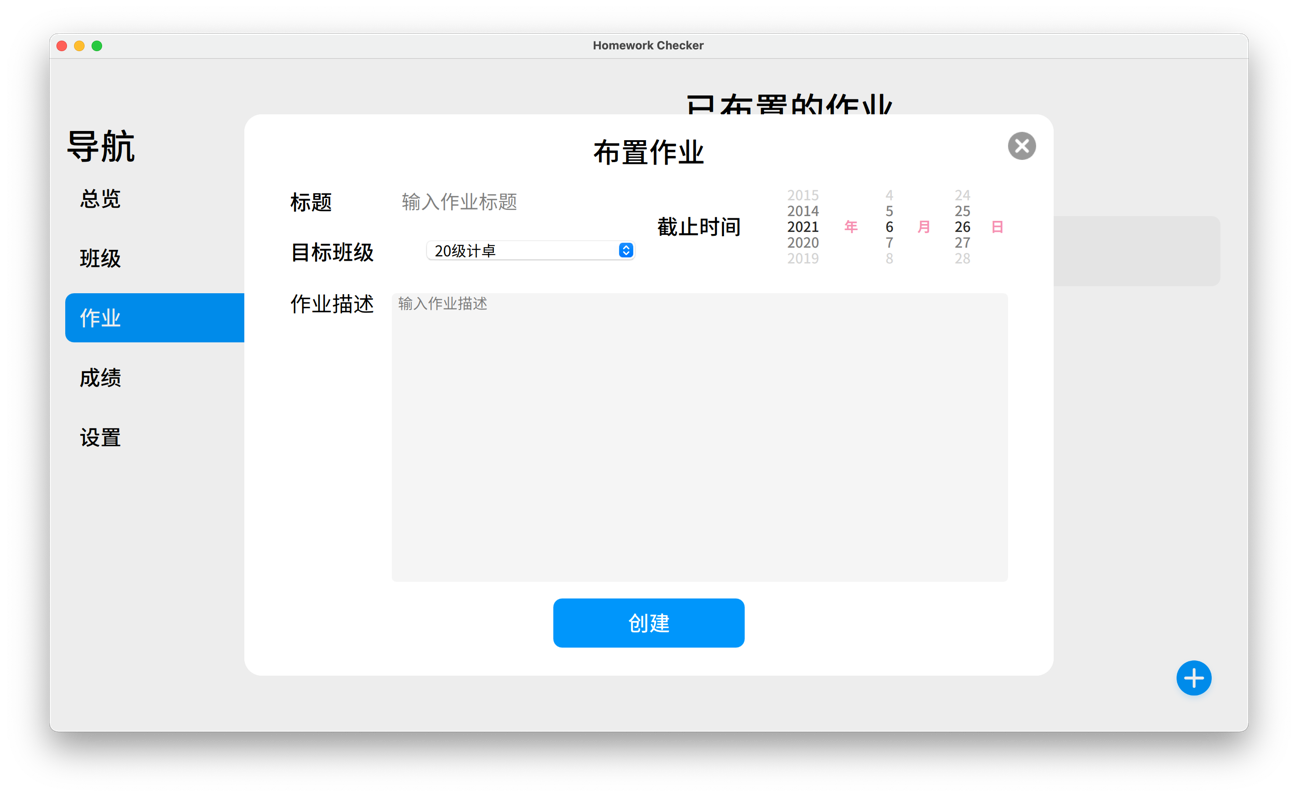 Homework Checker
已布置的作业
导航
总览
班级
作业
成绩
设置
布置作业
标题
输入作业标题
目标班级
20级计卓
截止时间
2015 4 24
2014 5 25
2021 年 6 月 26 日
2020 7 27
2019 8 28
作业描述
输入作业描述
创建